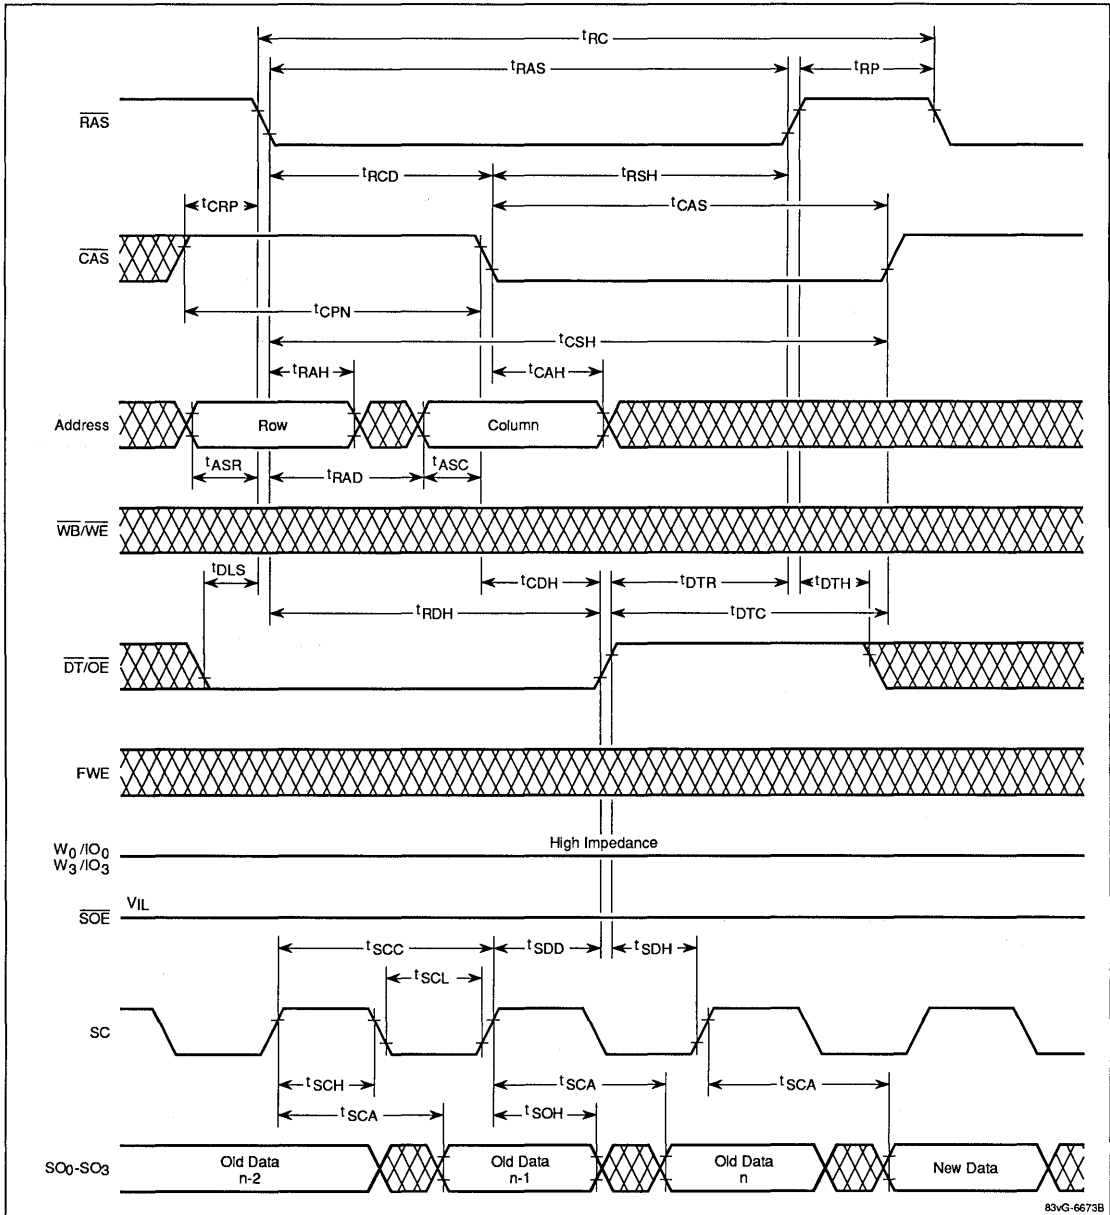 tRC
tRAS
tRP
RAS
tRCD
tRSH
tCRP
tCAS
CAS
tCPN
tCSH
tRAH
tCAH
Address
Row
Column
tASR
tRAD
tASC
WB/WE
tDLS
tCDH
tDTR
tDTH
tRDH
tDTC
DT/OE
FWE
W0/IO0
W3/IO3
High Impedance
VIL
SOE
tSCC
tSDD
tSDH
tSCL
SC
tSCH
tSCA
tSCA
tSCA
tSOH
SO0-SO3
Old Data
n-2
Old Data
n-1
Old Data
n
New Data
83vG-6673B